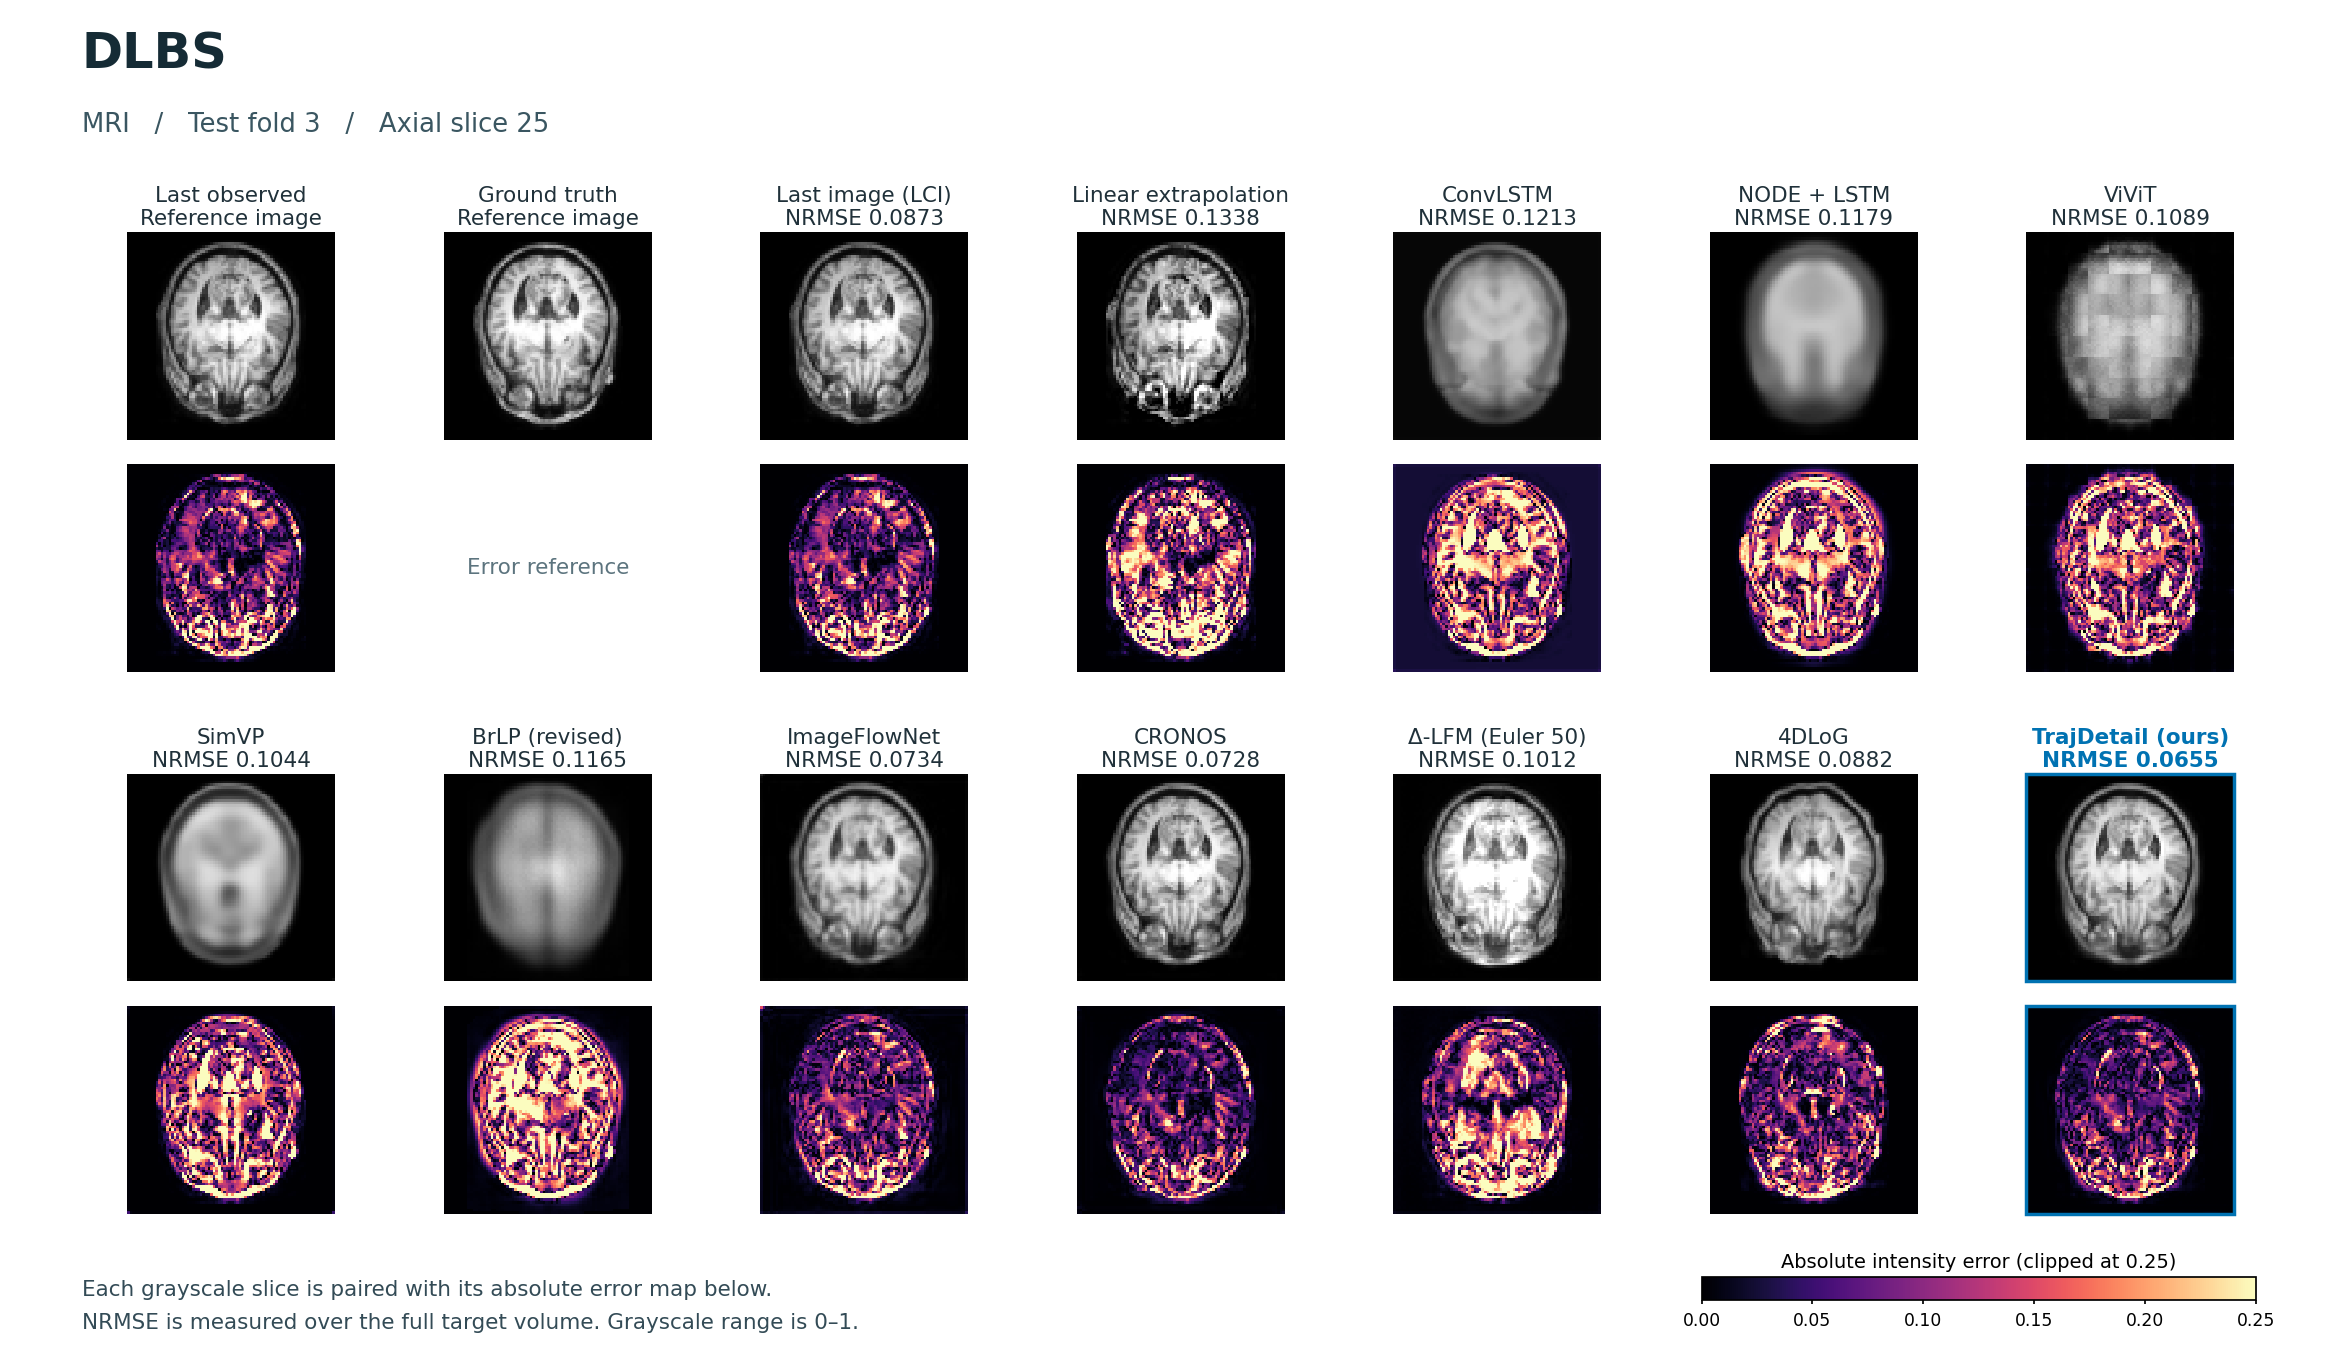 DLBS
MRI / Test fold 3 / Axial slice 25
Last observed
Reference image
Ground truth
Reference image
Last image (LCI)
NRMSE 0.0873
Linear extrapolation
NRMSE 0.1338
ConvLSTM
NRMSE 0.1213
NODE + LSTM
NRMSE 0.1179
ViViT
NRMSE 0.1089
Error reference
SimVP
NRMSE 0.1044
BrLP (revised)
NRMSE 0.1165
ImageFlowNet
NRMSE 0.0734
CRONOS
NRMSE 0.0728
Δ-LFM (Euler 50)
NRMSE 0.1012
4DLoG
NRMSE 0.0882
TrajDetail (ours)
NRMSE 0.0655
Each grayscale slice is paired with its absolute error map below.
NRMSE is measured over the full target volume. Grayscale range is 0–1.
Absolute intensity error (clipped at 0.25)
0.00 0.05 0.10 0.15 0.20 0.25